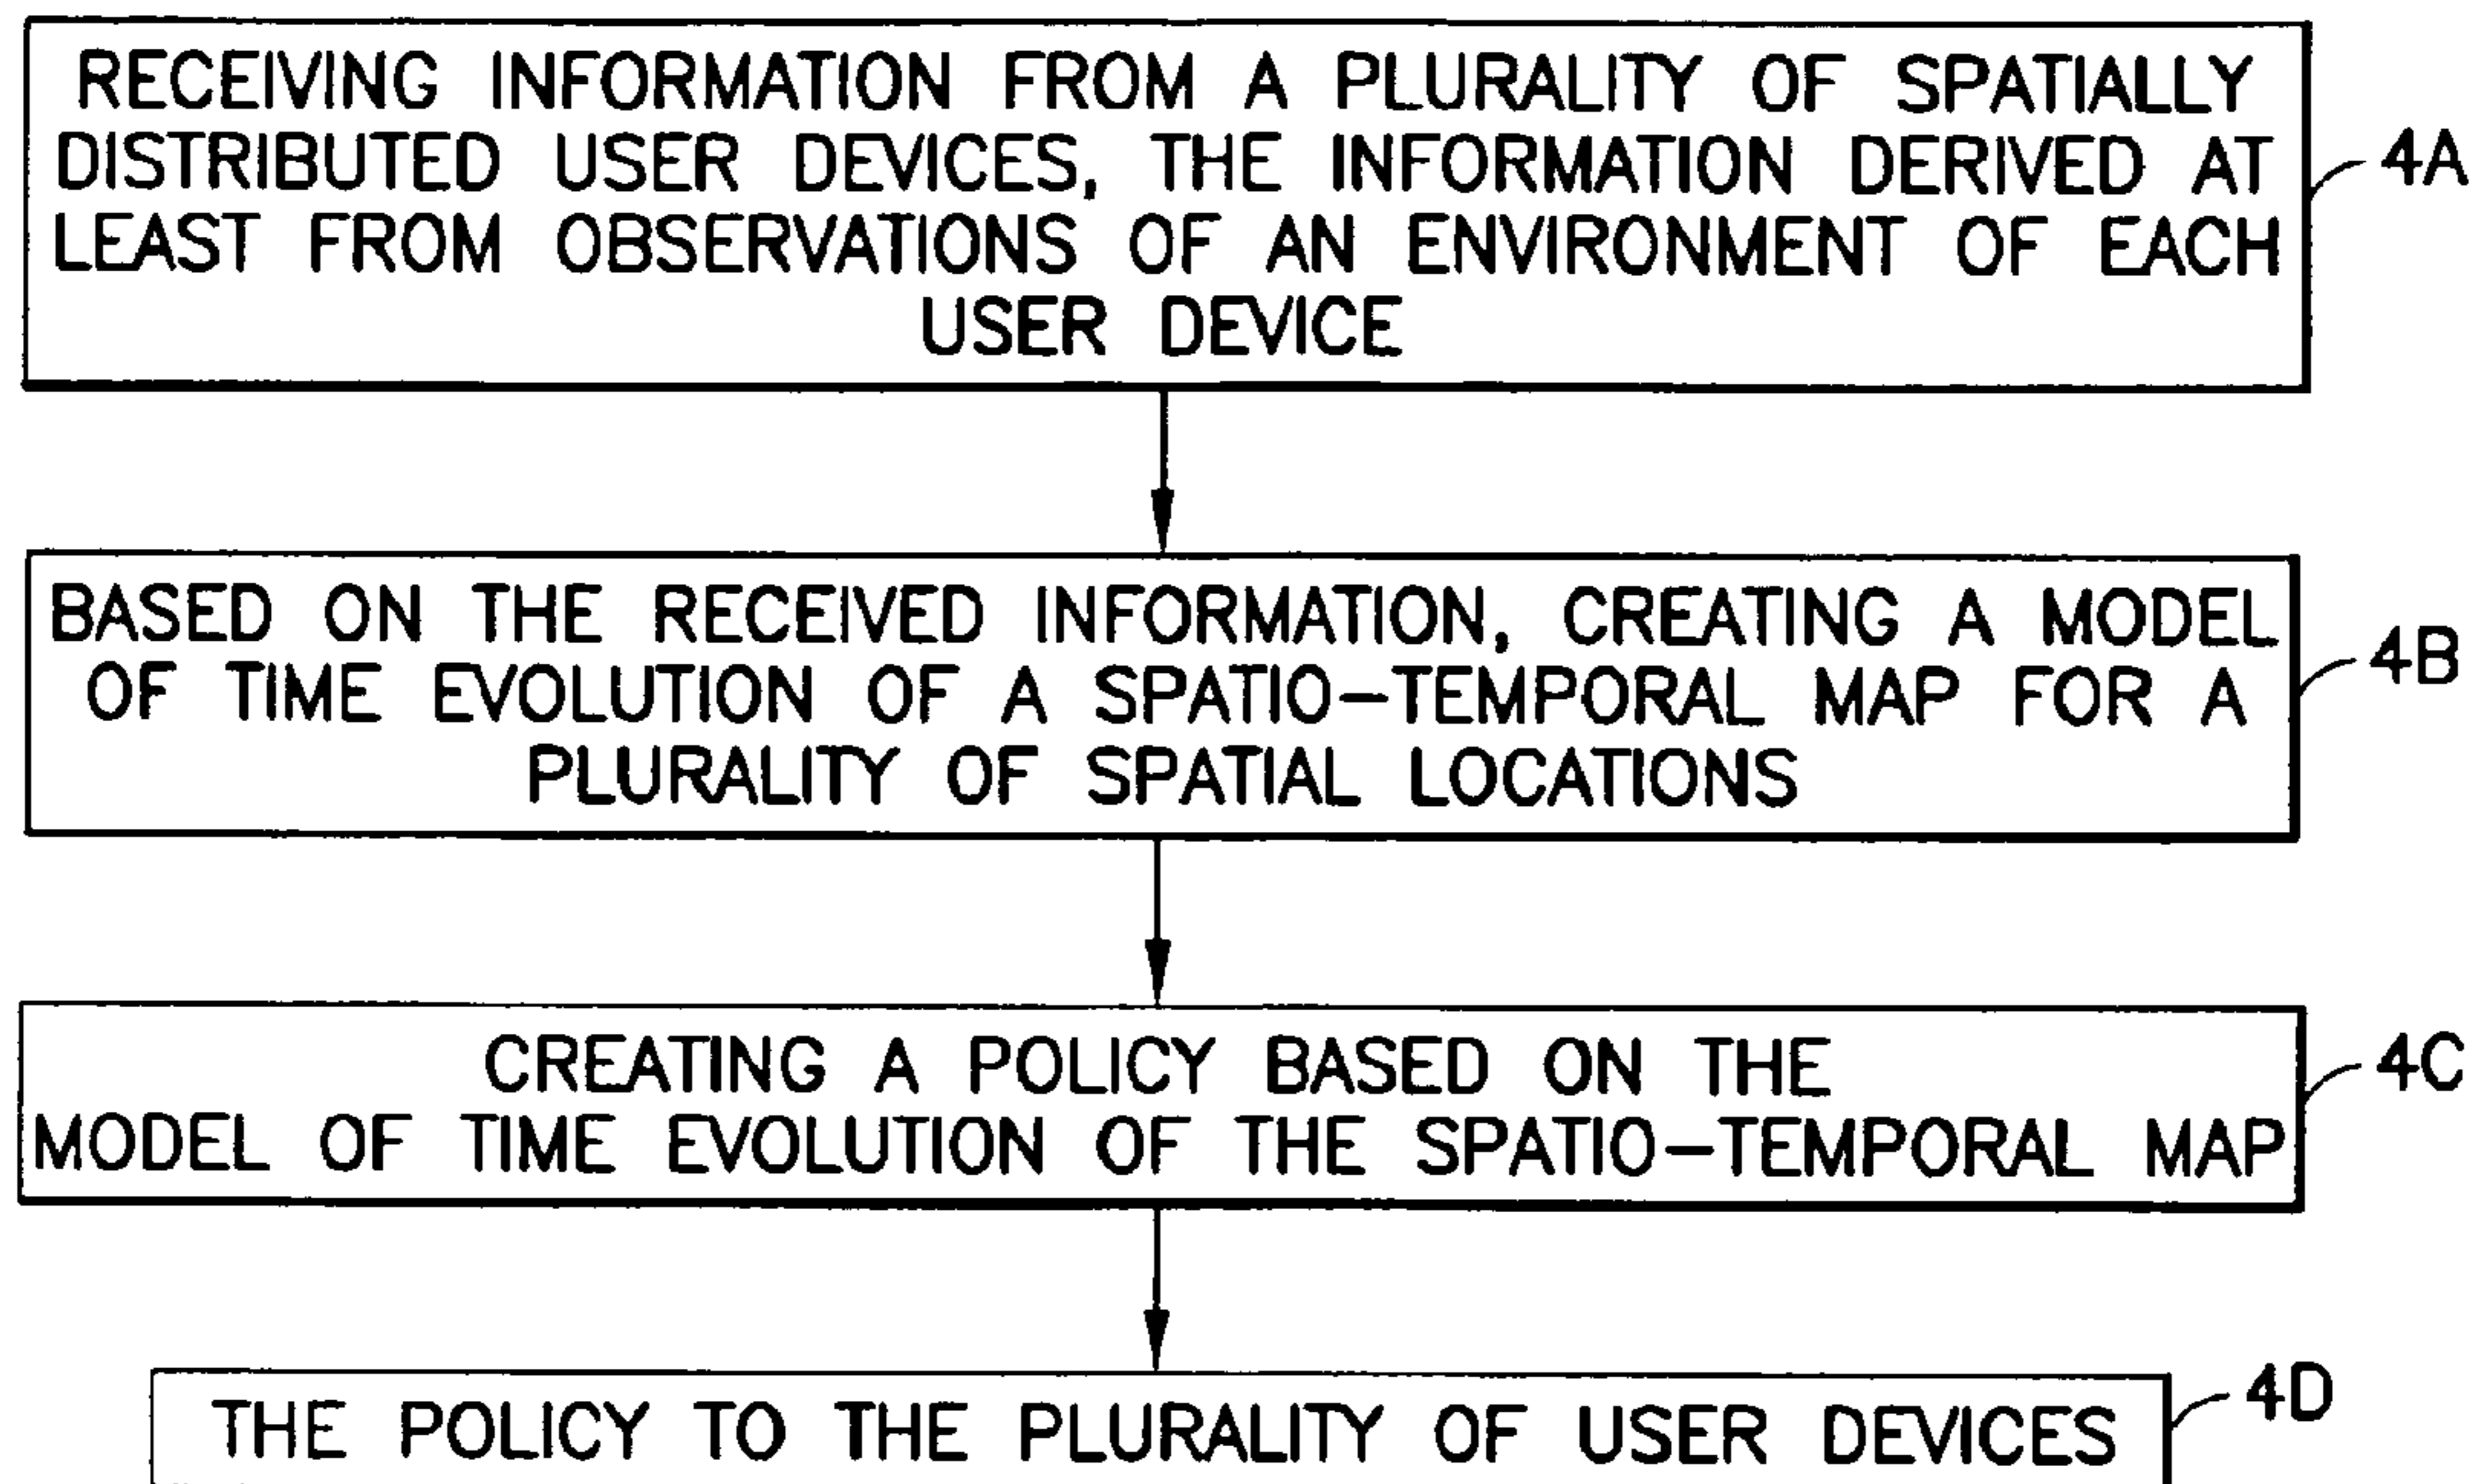 RECEIVING INFORMATION FROM A PLURALITY OF SPATIALLY
DISTRIBUTED USER DEVICES, THE INFORMATION DERIVED AT
LEAST FROM OBSERVATIONS OF AN ENVIRONMENT OF EACH
USER DEVICE
4A
BASED ON THE RECEIVED INFORMATION, CREATING A MODEL
OF TIME EVOLUTION OF A SPATIO-TEMPORAL MAP FOR A
PLURALITY OF SPATIAL LOCATIONS
4B
CREATING A POLICY BASED ON THE
MODEL OF TIME EVOLUTION OF THE SPATIO-TEMPORAL MAP
4C
THE POLICY TO THE PLURALITY OF USER DEVICES
4D